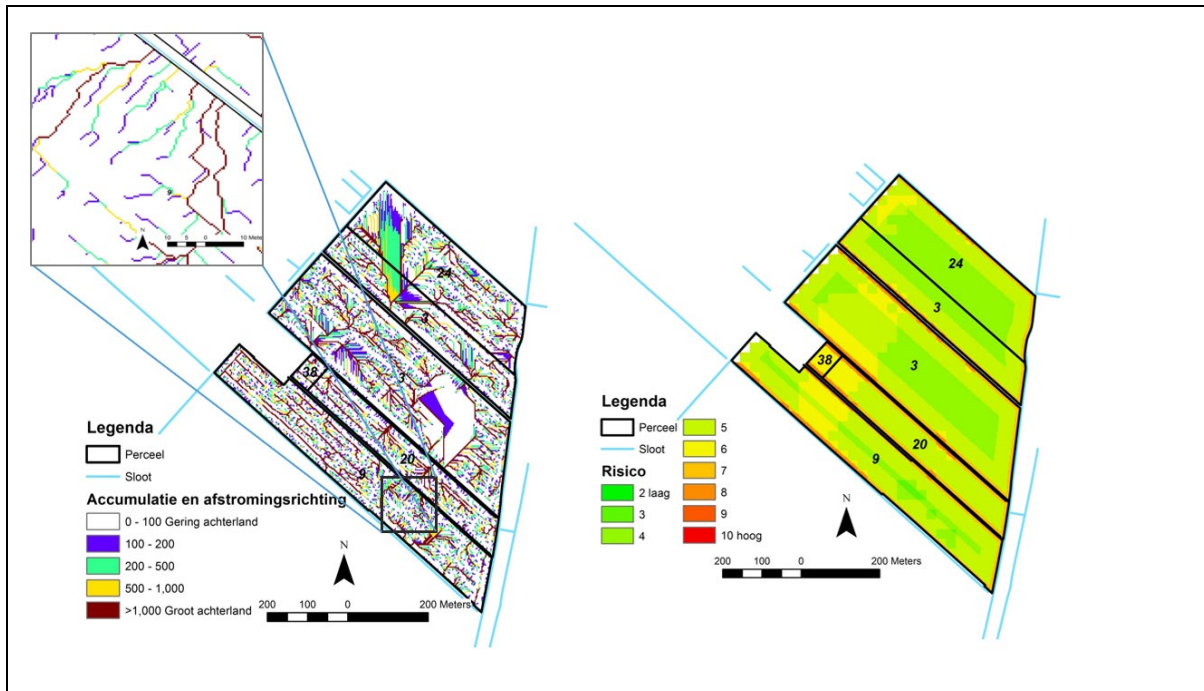 N
9
10 5 0 10 Mete
24
3
3
38
20
9
Legenda
Perceel
Sloot
Accumulatie en afstromingsrichting
0 - 100 Gering achterland
100 - 200
200 - 500
500 - 1,000
>1,000 Groot achterland
N
200 100 0 200 Meters
24
3
3
38
20
9
Legenda
Perceel
Sloot
Risico
2 laag
3
4
5
6
7
8
9
10 hoog
N
200 100 0 200 Meters